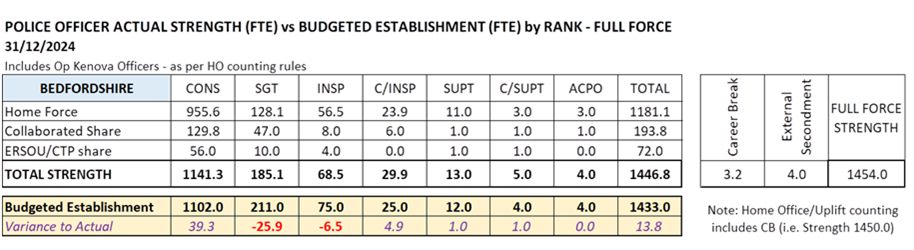 POLICE OFFICER ACTUAL STRENGTH (FTE) vs BUDGETED ESTABLISHMENT (FTE) by RANK - FULL FORCE
31/12/2024
Includes Op Kenova Officers - as per HO counting rules
BEDFORDSHIRE CONS SGT INSP C/INSP SUPT C/SUPT ACPO TOTAL
Home Force 955.6 128.1 56.5 23.9 11.0 3.0 3.0 1181.1
Collaborated Share 129.8 47.0 8.0 6.0 1.0 1.0 1.0 193.8
ERSOU/CTP share 56.0 10.0 4.0 0.0 1.0 1.0 0.0 72.0
TOTAL STRENGTH 1141.3 185.1 68.5 29.9 13.0 5.0 4.0 1446.8
Budgeted Establishment 1102.0 211.0 75.0 25.0 12.0 4.0 4.0 1433.0
Variance to Actual 39.3 -25.9 -6.5 4.9 1.0 1.0 0.0 13.8
Career Break
External
Secondment
FULL FORCE
STRENGTH
3.2 4.0 1454.0
Note: Home Office/Uplift counting
includes CB (i.e. Strength 1450.0)